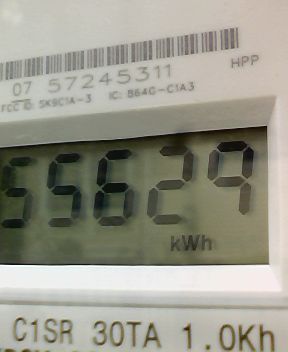 HPP
07 57245311
FCC ID: SK9C1A-3 IC: 864G-C1A3
55629
kWh
C1SR 30TA 1.0Kh